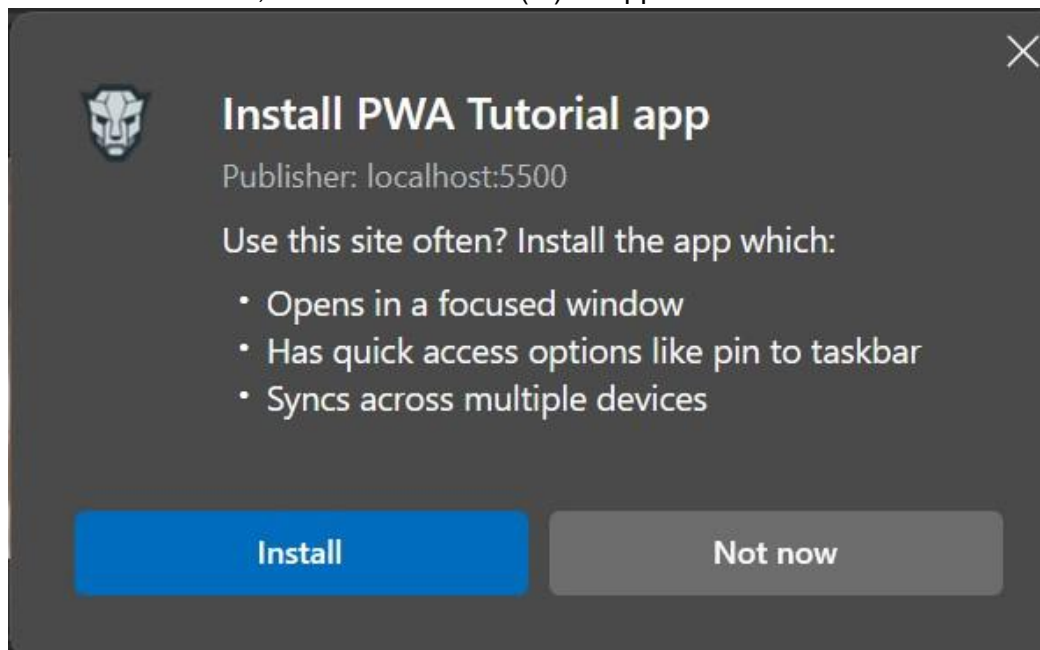 Install PWA Tutorial app
Publisher: localhost:5500
Use this site often? Install the app which:
• Opens in a focused window
• Has quick access options like pin to taskbar
• Syncs across multiple devices
Install
Not now